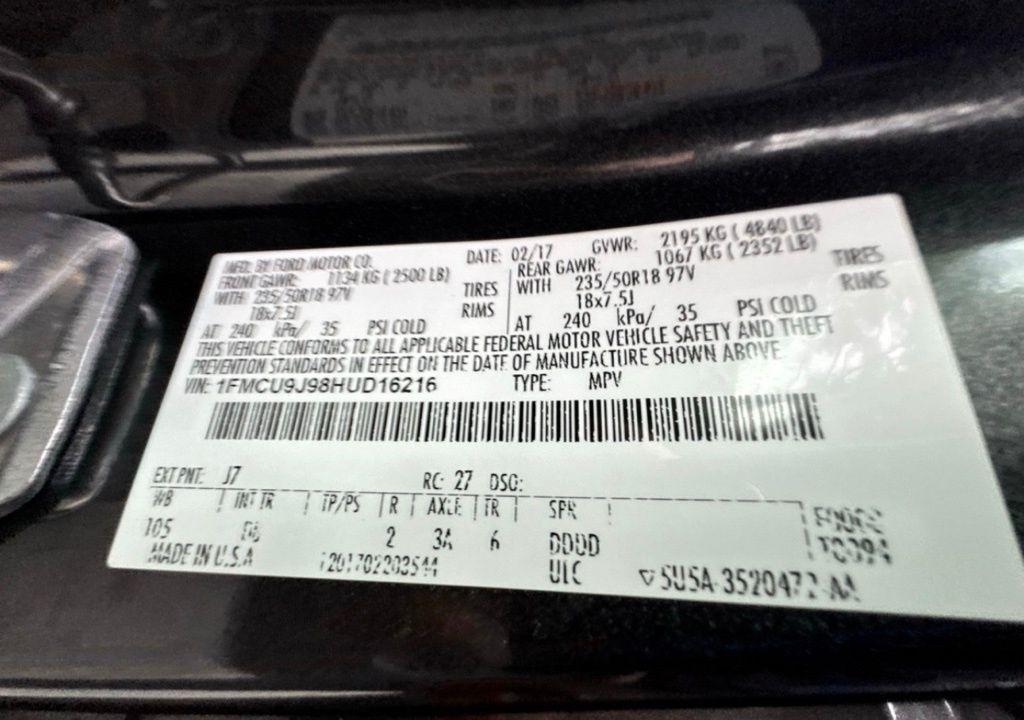 MFD. BY FORD MOTOR CO. DATE: 02/17 GVWR: 2195 KG ( 4840 LB)
FRONT GAWR: 1134 KG ( 2500 LB) REAR GAWR: 1067 KG ( 2352 LB)
WITH 235/50R18 97V TIRES WITH 235/50R18 97V TIRES
18x7.5J RIMS 18x7.5J RIMS
AT 240 kPa/ 35 PSI COLD AT 240 kPa/ 35 PSI COLD
THIS VEHICLE CONFORMS TO ALL APPLICABLE FEDERAL MOTOR VEHICLE SAFETY AND THEFT
PREVENTION STANDARDS IN EFFECT ON THE DATE OF MANUFACTURE SHOWN ABOVE
VIN: 1FMCU9J98HUD16216 TYPE: MPV
EXT PNT: J7 RC: 27 DSO:
WB INT TR TP/PS R AXLE TR SPR
105 2 3A 6 DDDD
MADE IN U.S.A ULC